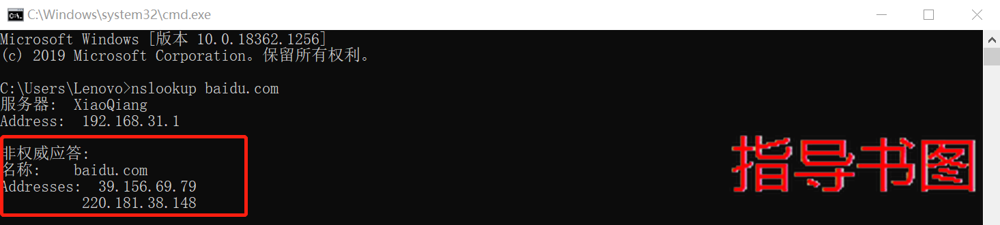 C:\Windows\system32\cmd.exe
Microsoft Windows [版本 10.0.18362.1256]
(c) 2019 Microsoft Corporation。保留所有权利。
C:\Users\Lenovo>nslookup baidu.com
服务器:  XiaoQiang
Address:  192.168.31.1
非权威应答:
名称:    baidu.com
Addresses:  39.156.69.79
220.181.38.148
指导书图